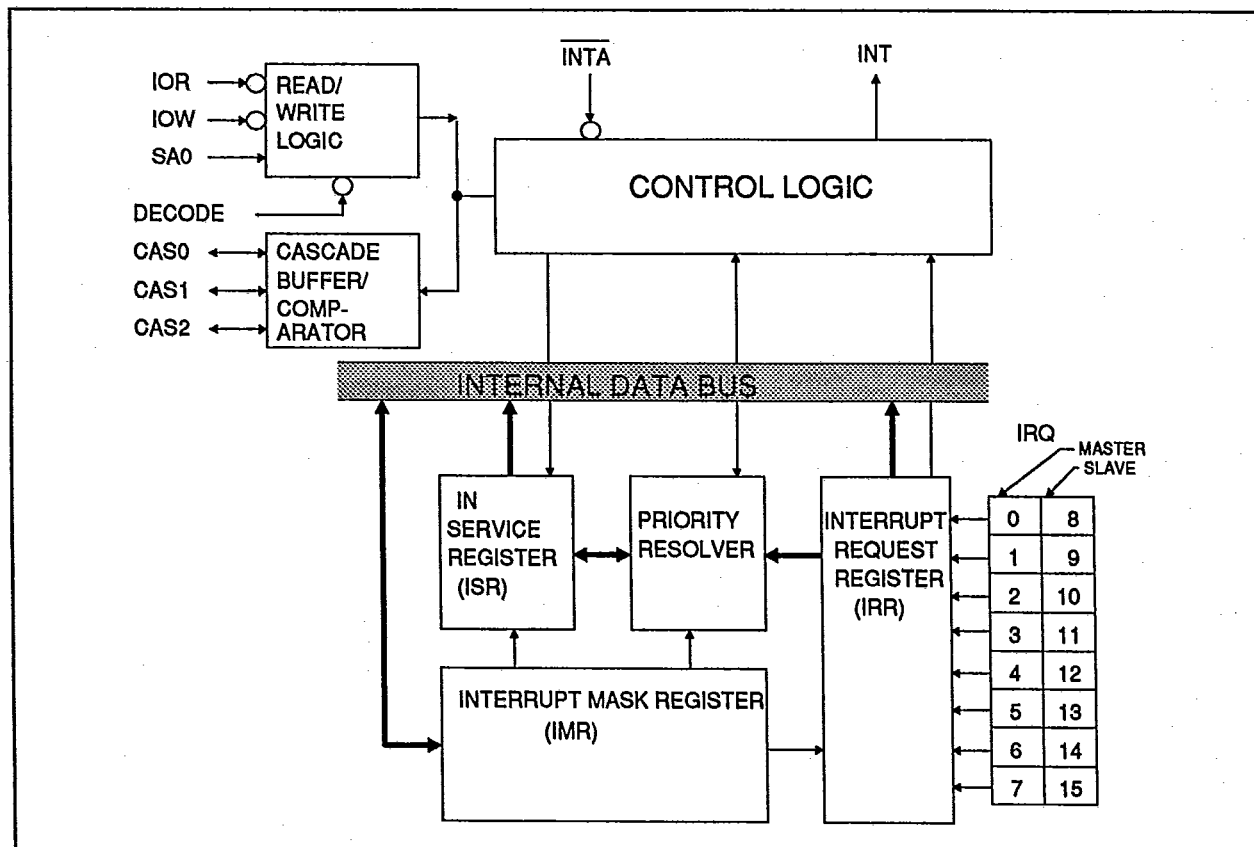 INTA
INT
IOR
IOW
SA0
READ/
WRITE
LOGIC
DECODE
CONTROL LOGIC
CAS0
CAS1
CAS2
CASCADE
BUFFER/
COMP-
ARATOR
INTERNAL DATA BUS
IRQ
MASTER
SLAVE
IN
SERVICE
REGISTER
(ISR)
PRIORITY
RESOLVER
INTERRUPT
REQUEST
REGISTER
(IRR)
0 8
1 9
2 10
3 11
4 12
5 13
6 14
7 15
INTERRUPT MASK REGISTER
(IMR)